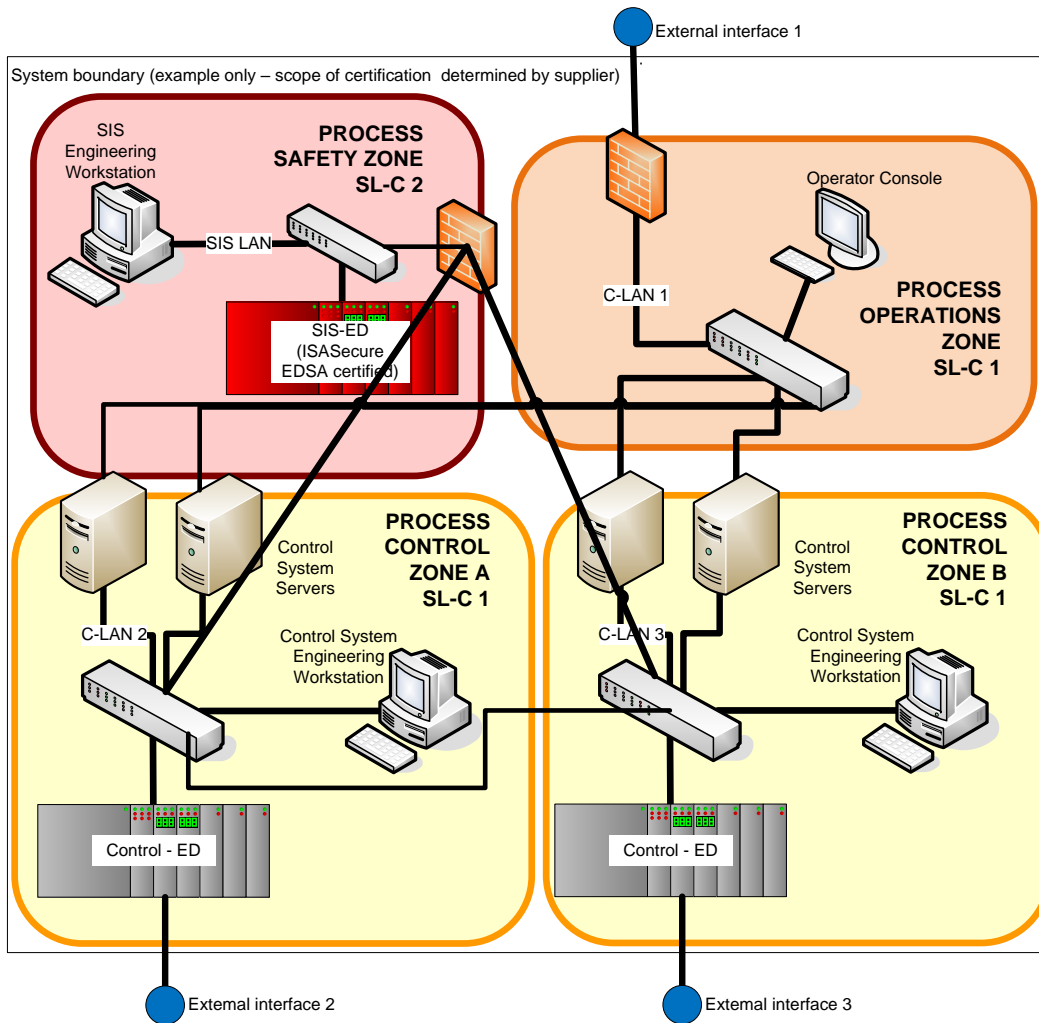 External interface 1
System boundary (example only – scope of certification determined by supplier)
SIS
Engineering
Workstation
PROCESS
SAFETY ZONE
SL-C 2
Operator Console
SIS LAN
C-LAN 1
PROCESS
OPERATIONS
ZONE
SL-C 1
SIS-ED
(ISASecure
EDSA certified)
PROCESS
CONTROL
ZONE A
SL-C 1
Control
System
Servers
C-LAN 2
Control System
Engineering
Workstation
Control - ED
PROCESS
CONTROL
ZONE B
SL-C 1
Control
System
Servers
C-LAN 3
Control System
Engineering
Workstation
Control - ED
External interface 2
External interface 3